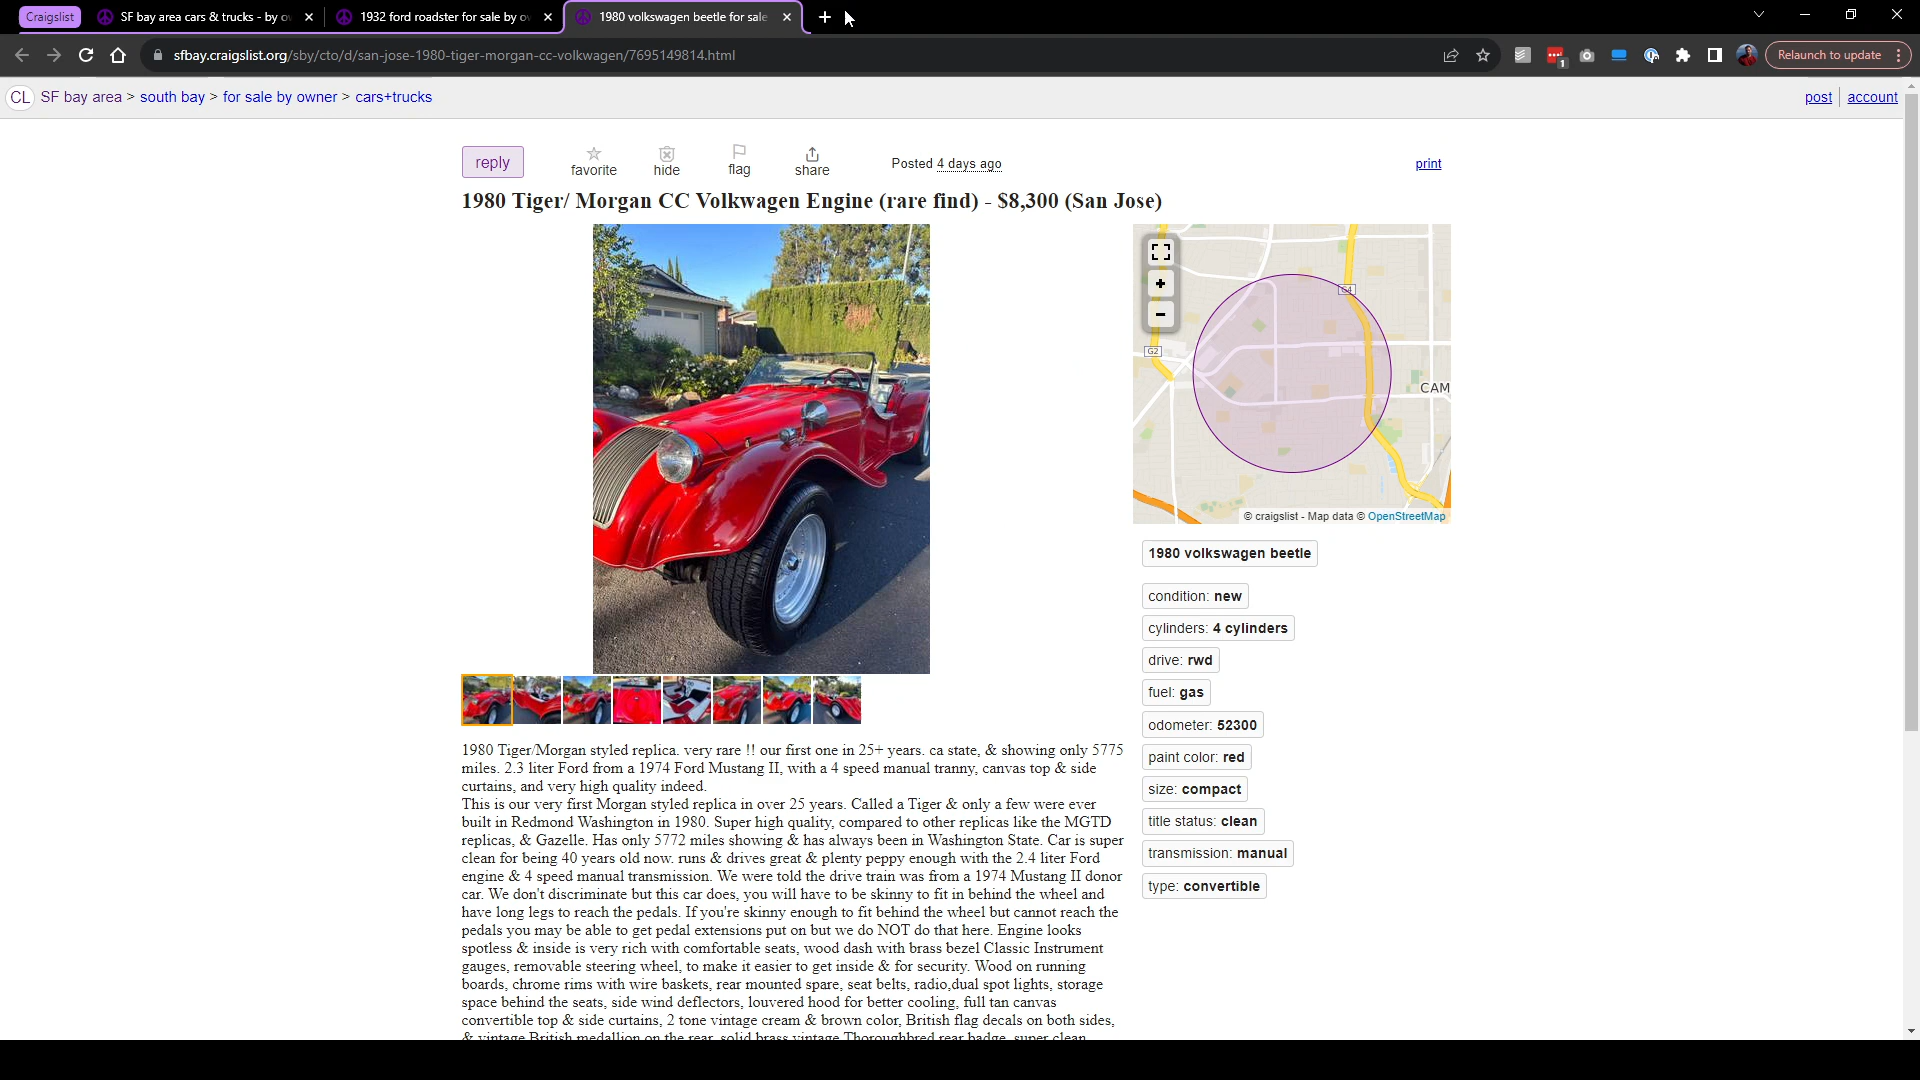 Craigslist
SF bay area cars & trucks - by o
1932 ford roadster for sale by o
1980 volkswagen beetle for sale
sfbay.craigslist.org/sby/cto/d/san-jose-1980-tiger-morgan-cc-volkwagen/7695149814.html
1
Relaunch to update
CL SF bay area > south bay > for sale by owner > cars+trucks
post
account
reply
favorite
hide
flag
share
Posted 4 days ago
print
1980 Tiger/ Morgan CC Volkwagen Engine (rare find) - $8,300 (San Jose)
+
-
G4
G2
CAM
© craigslist - Map data © OpenStreetMap
1980 volkswagen beetle
condition: new
cylinders: 4 cylinders
drive: rwd
fuel: gas
odometer: 52300
paint color: red
size: compact
title status: clean
transmission: manual
type: convertible
1980 Tiger/Morgan styled replica. very rare !! our first one in 25+ years. ca state, & showing only 5775
miles. 2.3 liter Ford from a 1974 Ford Mustang II, with a 4 speed manual tranny, canvas top & side
curtains, and very high quality indeed.
This is our very first Morgan styled replica in over 25 years. Called a Tiger & only a few were ever
built in Redmond Washington in 1980. Super high quality, compared to other replicas like the MGTD
replicas, & Gazelle. Has only 5772 miles showing & has always been in Washington State. Car is super
clean for being 40 years old now. runs & drives great & plenty peppy enough with the 2.4 liter Ford
engine & 4 speed manual transmission. We were told the drive train was from a 1974 Mustang II donor
car. We don't discriminate but this car does, you will have to be skinny to fit in behind the wheel and
have long legs to reach the pedals. If you're skinny enough to fit behind the wheel but cannot reach the
pedals you may be able to get pedal extensions put on but we do NOT do that here. Engine looks
spotless & inside is very rich with comfortable seats, wood dash with brass bezel Classic Instrument
gauges, removable steering wheel, to make it easier to get inside & for security. Wood on running
boards, chrome rims with wire baskets, rear mounted spare, seat belts, radio,dual spot lights, storage
space behind the seats, side wind deflectors, louvered hood for better cooling, full tan canvas
convertible top & side curtains, 2 tone vintage cream & brown color, British flag decals on both sides,
& vintage British medallion on the rear, solid brass vintage Thoroughbred rear badge, super clean